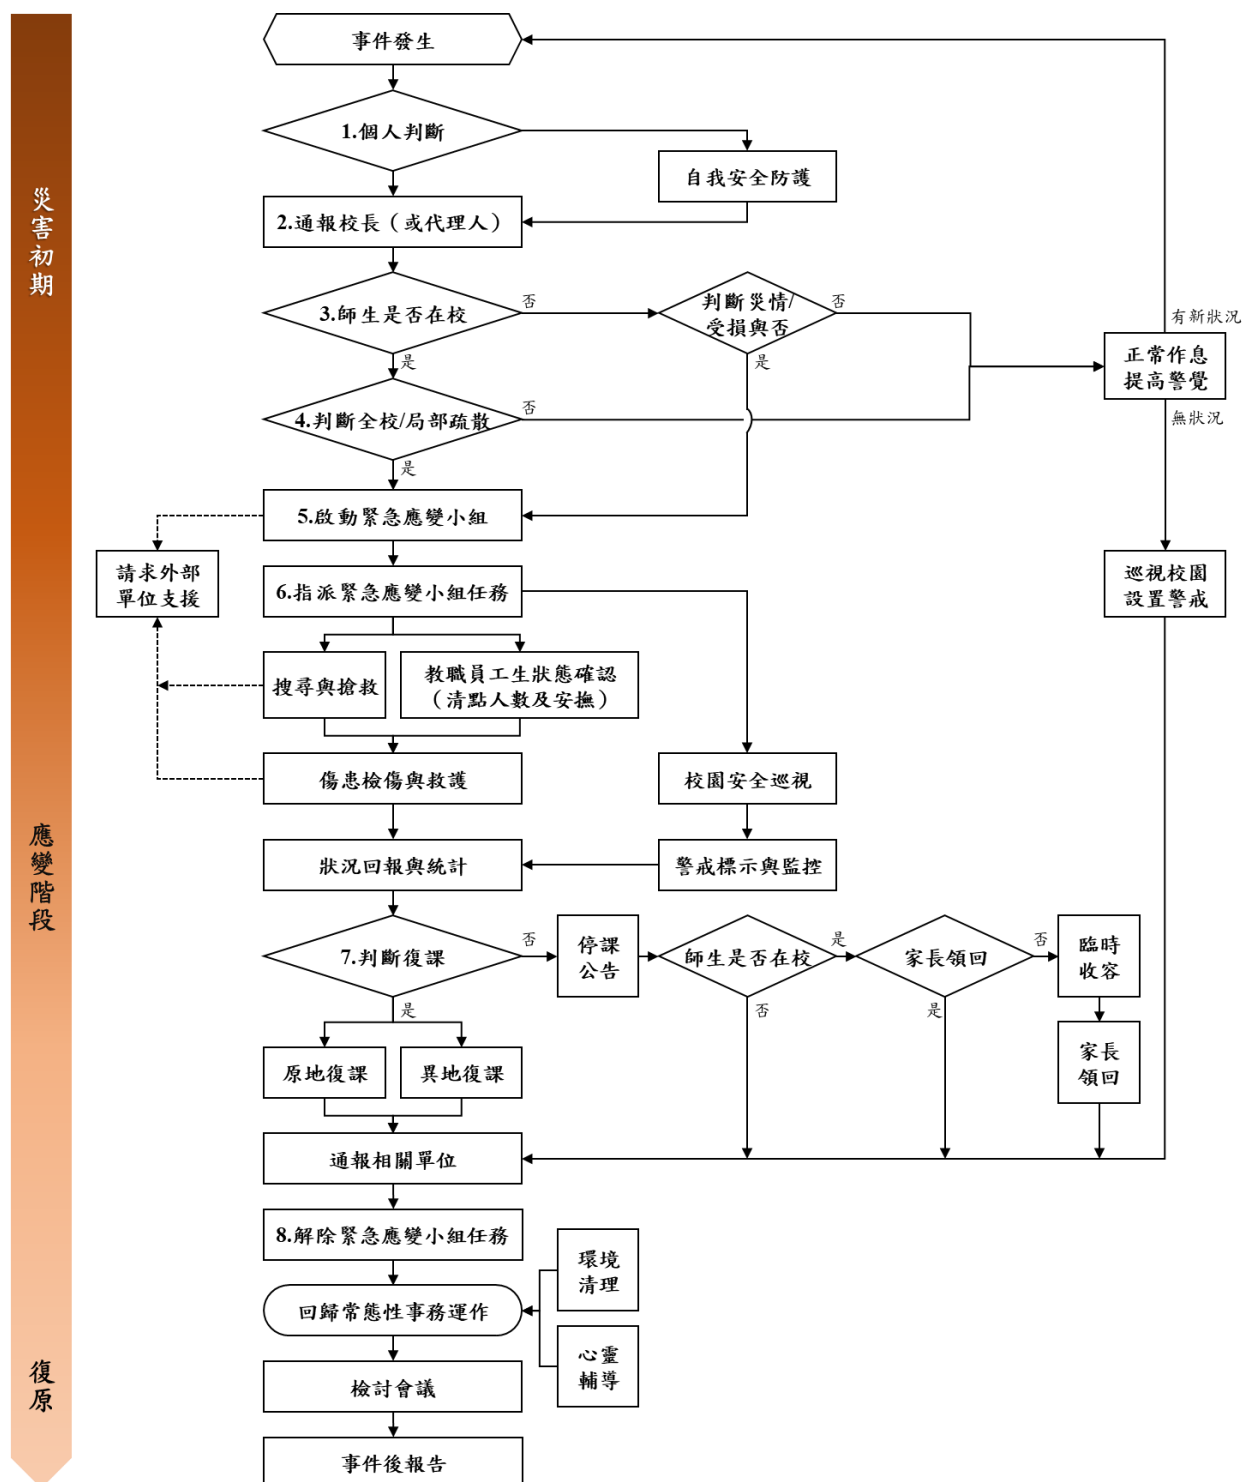 災害初期
應變階段
復原
事件發生
1.個人判斷
自我安全防護
2.通報校長（或代理人）
3.師生是否在校
否
判斷災情/
受損與否
否
有新狀況
是
是
正常作息
提高警覺
4.判斷全校/局部疏散
否
無狀況
是
5.啟動緊急應變小組
請求外部
單位支援
6.指派緊急應變小組任務
巡視校園
設置警戒
搜尋與搶救
教職員工生狀態確認
（清點人數及安撫）
傷患檢傷與救護
校園安全巡視
狀況回報與統計
警戒標示與監控
7.判斷復課
否
停課
公告
師生是否在校
是
家長領回
否
臨時
收容
是
否
是
原地復課
異地復課
家長
領回
通報相關單位
8.解除緊急應變小組任務
環境
清理
回歸常態性事務運作
心靈
輔導
檢討會議
事件後報告